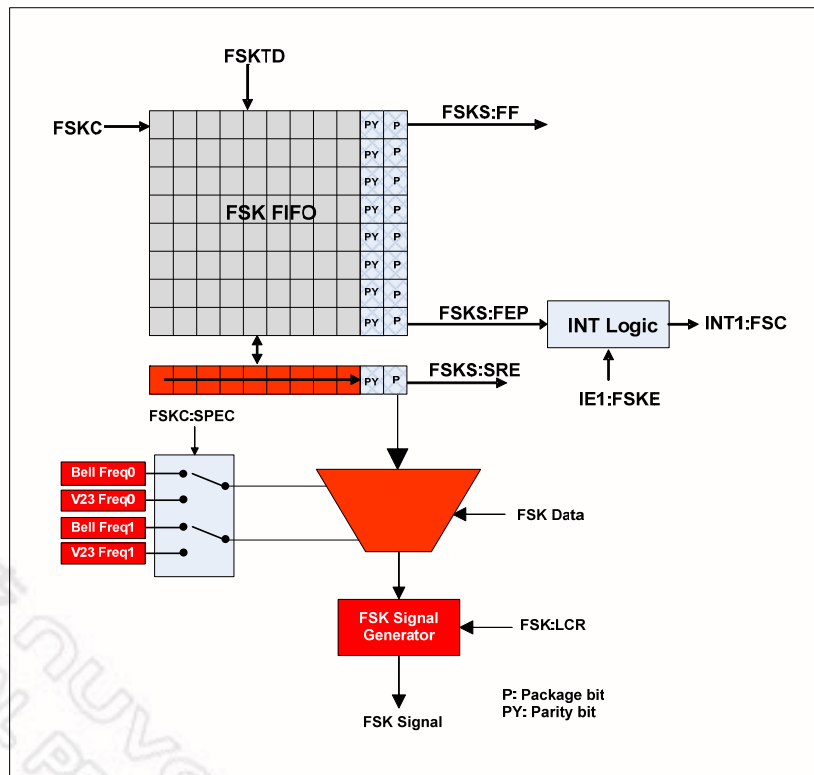 FSKTD
FSKC
FSKS:FF
PY P
PY P
PY P
PY P
FSK FIFO
PY P
PY P
PY P
PY P
FSKS:FEP
INT Logic
INT1:FSC
IE1:FSKE
PY P
FSKS:SRE
FSKC:SPEC
Bell Freq0
V23 Freq0
Bell Freq1
V23 Freq1
FSK Data
FSK Signal
Generator
FSK:LCR
FSK Signal
P: Package bit
PY: Parity bit